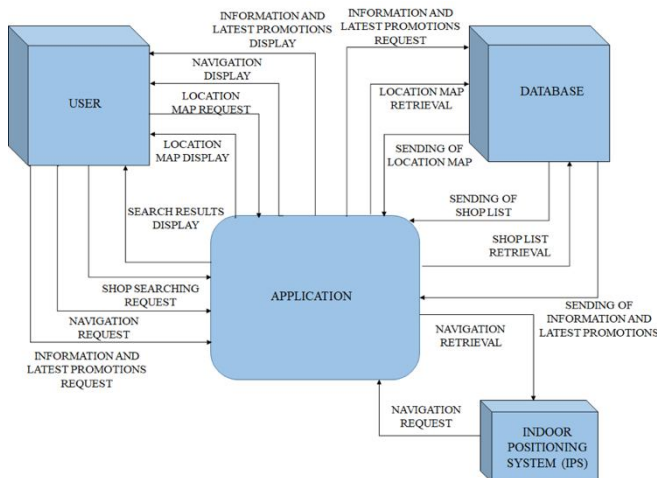 INFORMATION AND
LATEST PROMOTIONS
DISPLAY
NAVIGATION
DISPLAY
LOCATION
MAP REQUEST
LOCATION
MAP DISPLAY
USER
INFORMATION AND
LATEST PROMOTIONS
REQUEST
LOCATION MAP
RETRIEVAL
DATABASE
SENDING OF
LOCATION MAP
SENDING OF
SHOP LIST
SHOP LIST
RETRIEVAL
SEARCH RESULTS
DISPLAY
SHOP SEARCHING
REQUEST
NAVIGATION
REQUEST
INFORMATION AND
LATEST PROMOTIONS
REQUEST
APPLICATION
SENDING OF
INFORMATION AND
LATEST PROMOTIONS
NAVIGATION
RETRIEVAL
NAVIGATION
REQUEST
INDOOR
POSITIONING
SYSTEM (IPS)